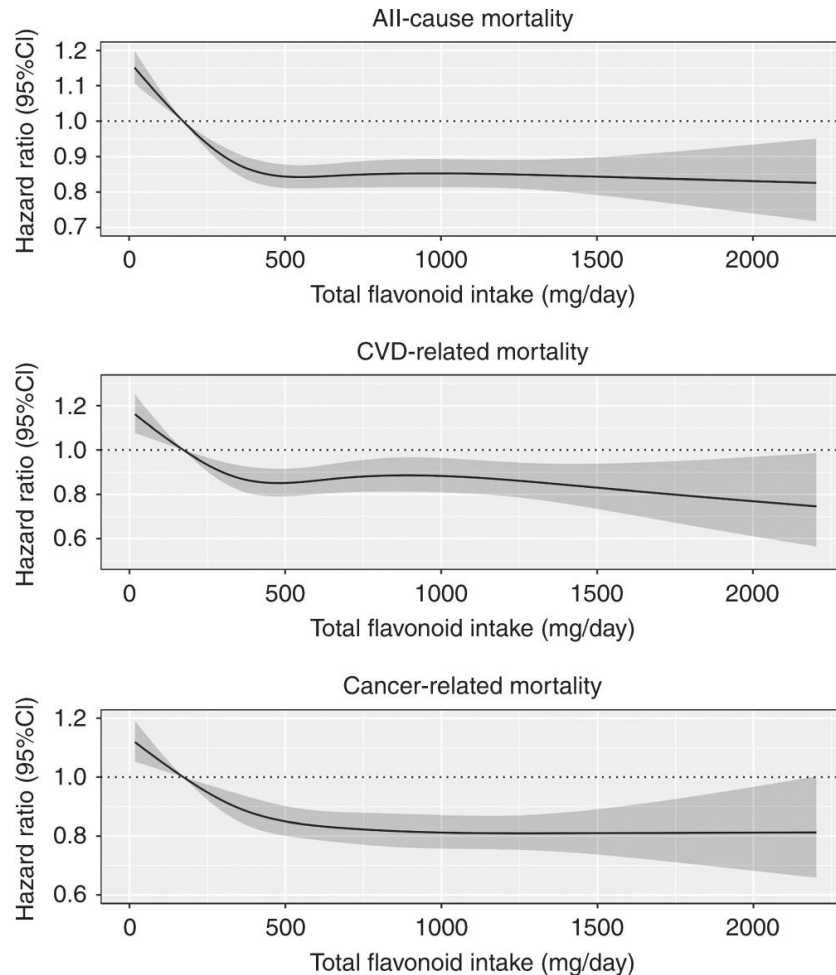 All-cause mortality
Hazard ratio (95%CI)
1.2
1.1
1.0
0.9
0.8
0.7
0 500 1000 1500 2000
Total flavonoid intake (mg/day)
CVD-related mortality
Hazard ratio (95%CI)
1.2
1.0
0.8
0.6
0 500 1000 1500 2000
Total flavonoid intake (mg/day)
Cancer-related mortality
Hazard ratio (95%CI)
1.2
1.0
0.8
0.6
0 500 1000 1500 2000
Total flavonoid intake (mg/day)